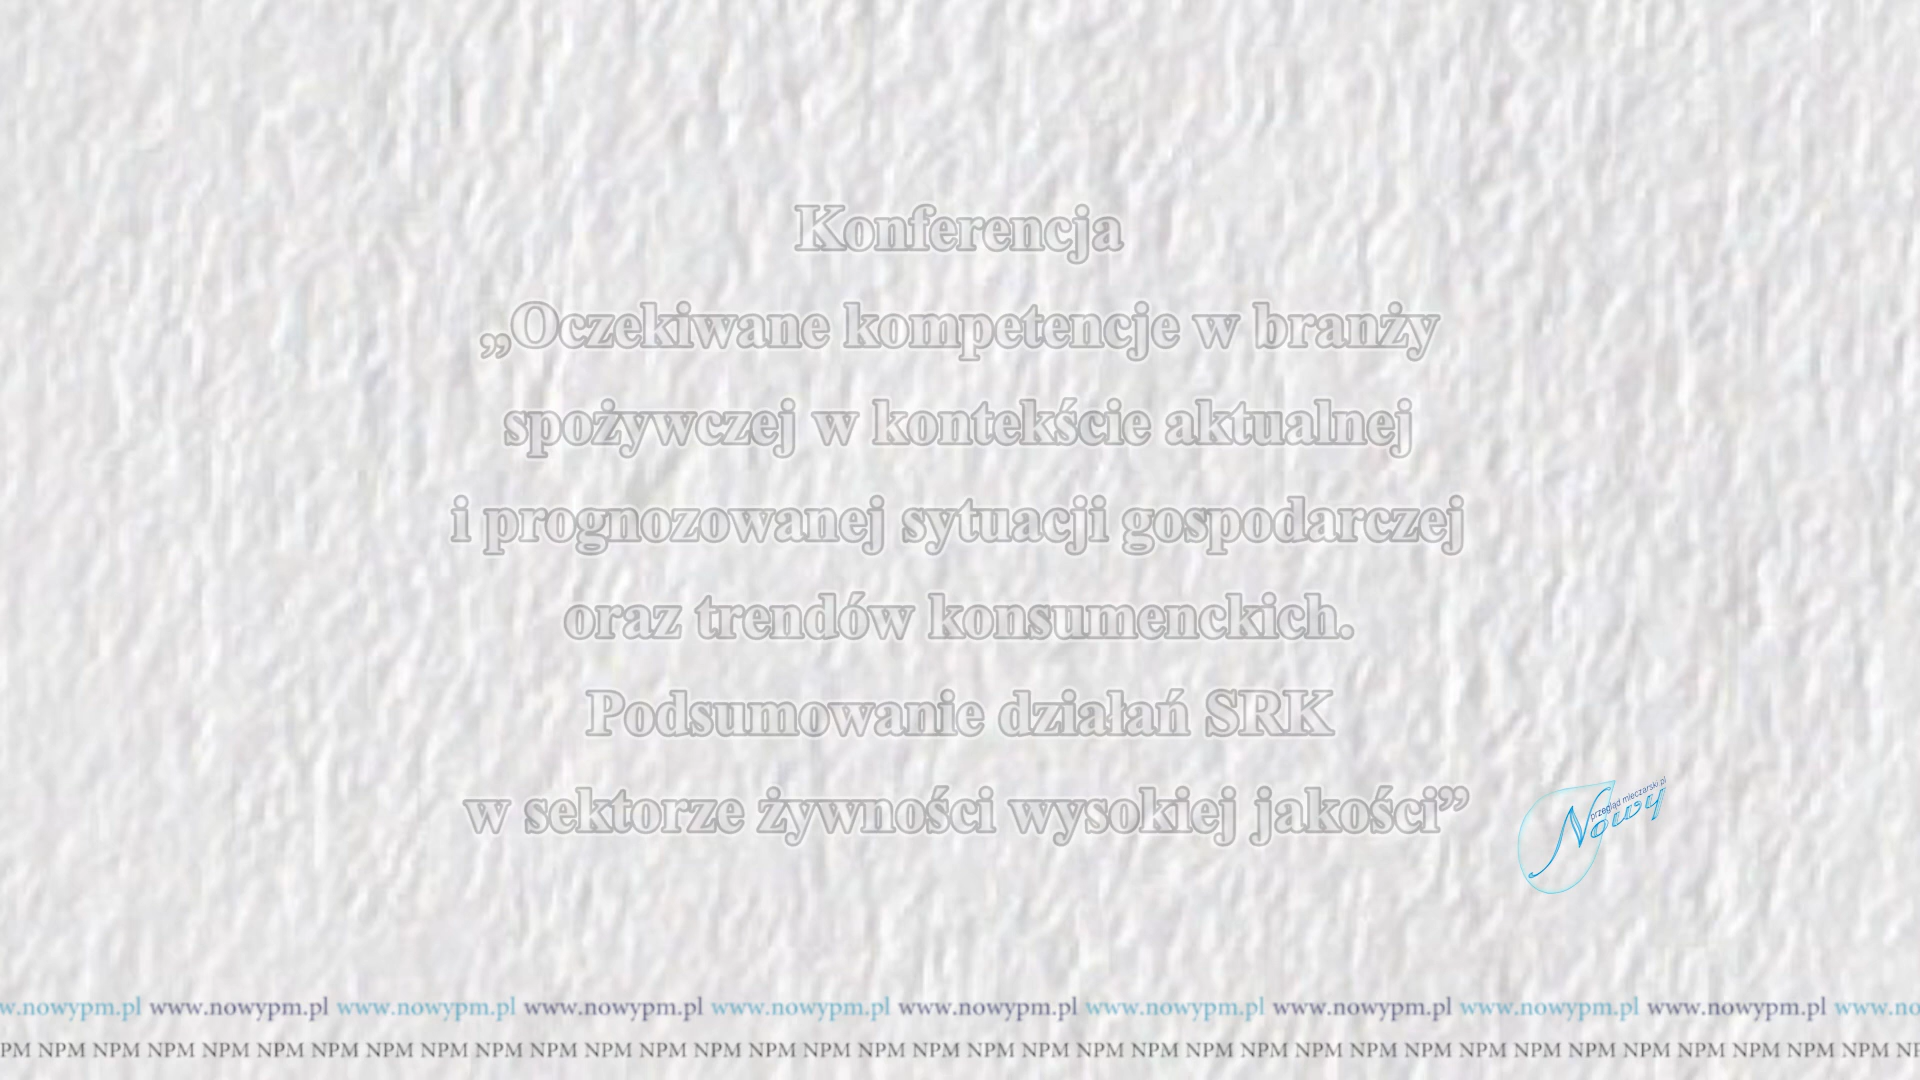 Konferencja
„Oczekiwane kompetencje w branży
spożywczej w kontekście aktualnej
i prognozowanej sytuacji gospodarczej
oraz trendów konsumenckich.
Podsumowanie działań SRK
w sektorze żywności wysokiej jakości”
przegląd mleczarski.pl
Nowy
w.nowypm.pl www.nowypm.pl www.nowypm.pl www.nowypm.pl www.nowypm.pl www.nowypm.pl www.nowypm.pl www.nowypm.pl www.nowypm.pl www.nowypm.pl www.no
PM NPM NPM NPM NPM NPM NPM NPM NPM NPM NPM NPM NPM NPM NPM NPM NPM NPM NPM NPM NPM NPM NPM NPM NPM NPM NPM NPM NPM NPM NPM NPM NPM NPM NPM NP